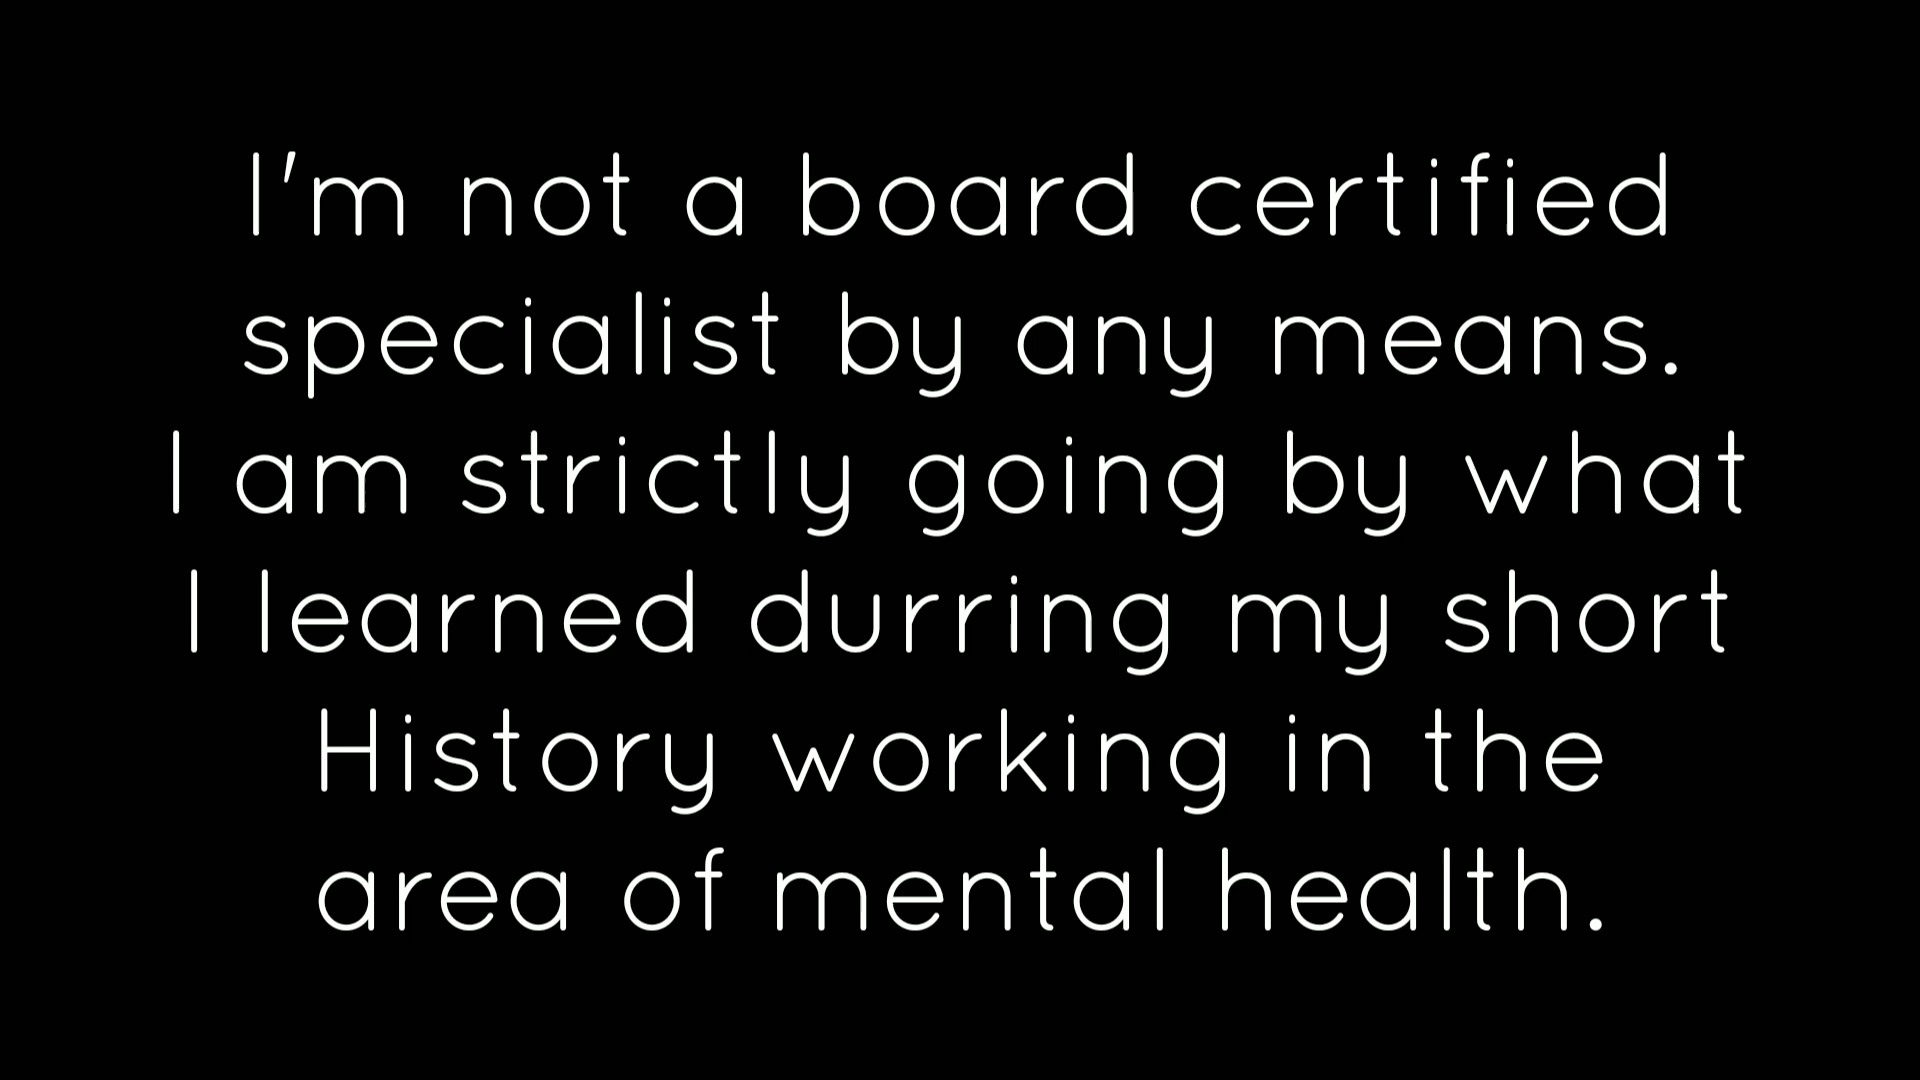 I'm not a board certified
specialist by any means.
I am strictly going by what
I learned durring my short
History working in the
area of mental health.